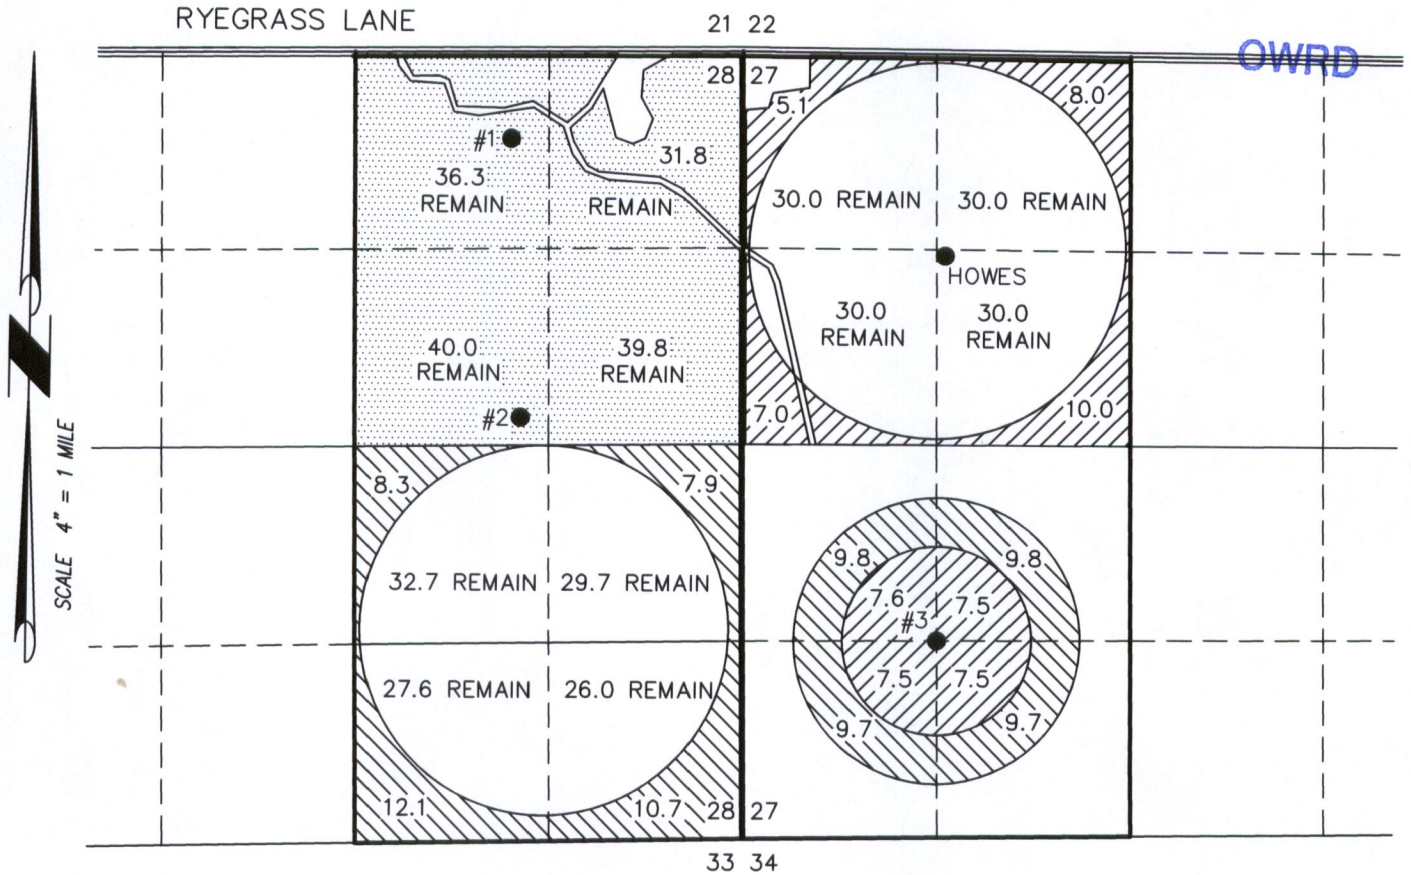 RYEGRASS LANE
21 22
OWRD
28 27
5.1
8.0
#1
31.8
36.3
REMAIN
REMAIN
30.0 REMAIN
30.0 REMAIN
HOWES
30.0
REMAIN
30.0
REMAIN
40.0
REMAIN
39.8
REMAIN
#2
7.0
10.0
SCALE 4" = 1 MILE
8.3
7.9
9.8
9.8
32.7 REMAIN
29.7 REMAIN
7.6
7.5
#3
27.6 REMAIN
26.0 REMAIN
7.5
7.5
9.7
9.7
12.1
10.7
28 27
33 34